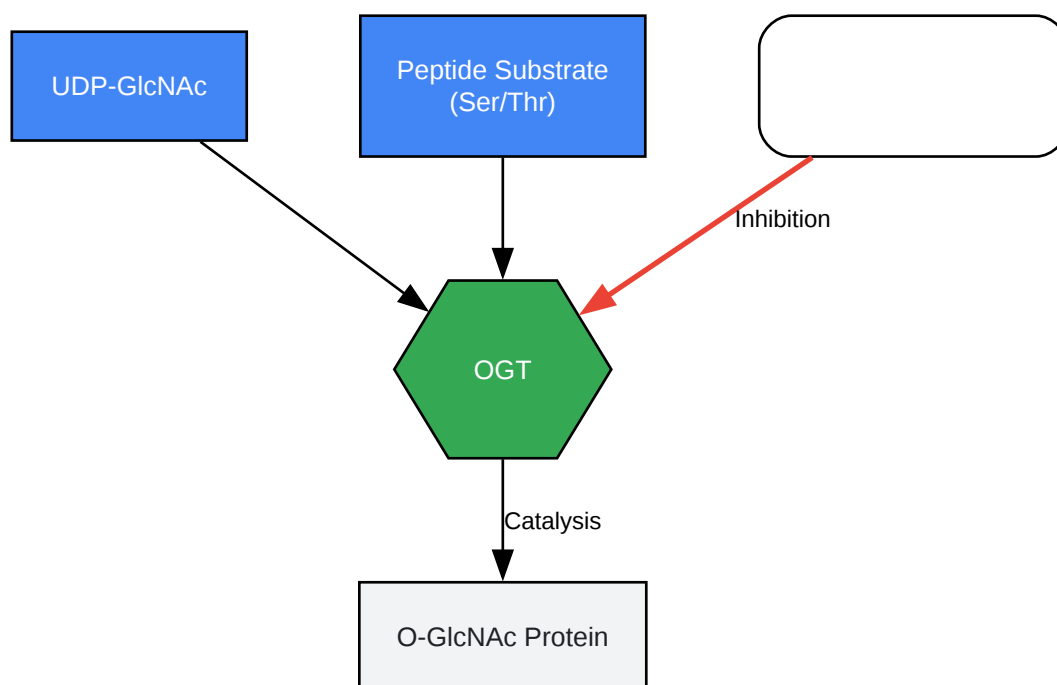 UDP-GlcNAc
Peptide Substrate
(Ser/Thr)
Inhibition
OGT
Catalysis
O-GlcNAc Protein